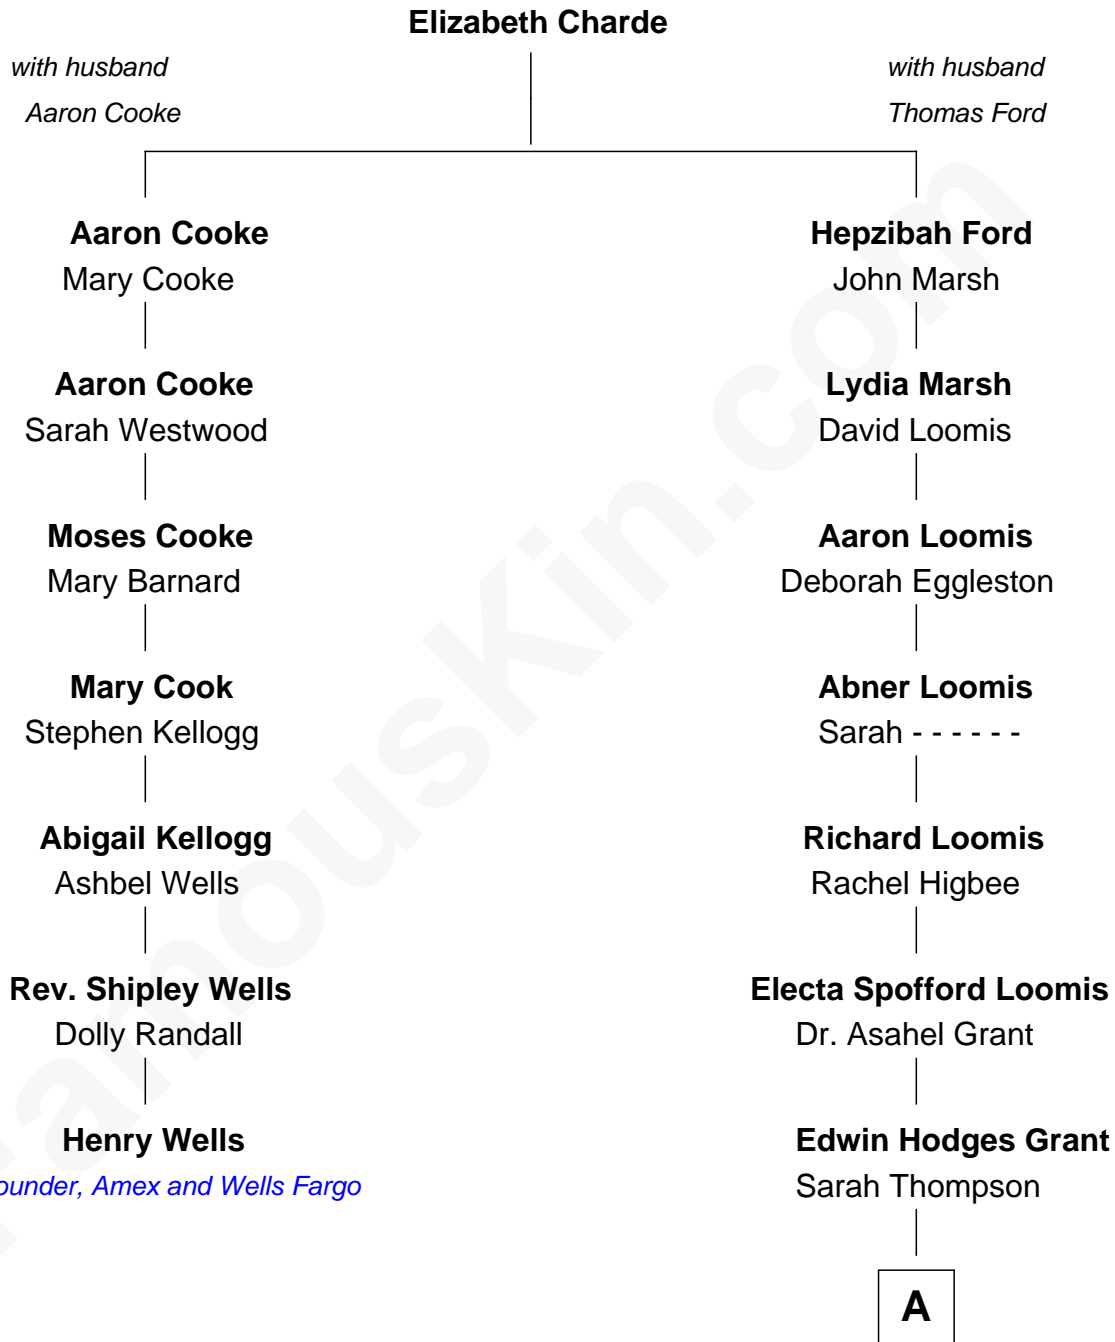 Elizabeth Charde
with husband
Aaron Cooke
with husband
Thomas Ford
Aaron Cooke
Mary Cooke
Hepzibah Ford
John Marsh
Aaron Cooke
Sarah Westwood
Lydia Marsh
David Loomis
Moses Cooke
Mary Barnard
Aaron Loomis
Deborah Eggleston
Mary Cook
Stephen Kellogg
Abner Loomis
Sarah - - - - - -
Abigail Kellogg
Ashbel Wells
Richard Loomis
Rachel Higbee
Rev. Shipley Wells
Dolly Randall
Electa Spofford Loomis
Dr. Asahel Grant
Henry Wells
ounder, Amex and Wells Fargo
Edwin Hodges Grant
Sarah Thompson
A
FamousKin.com